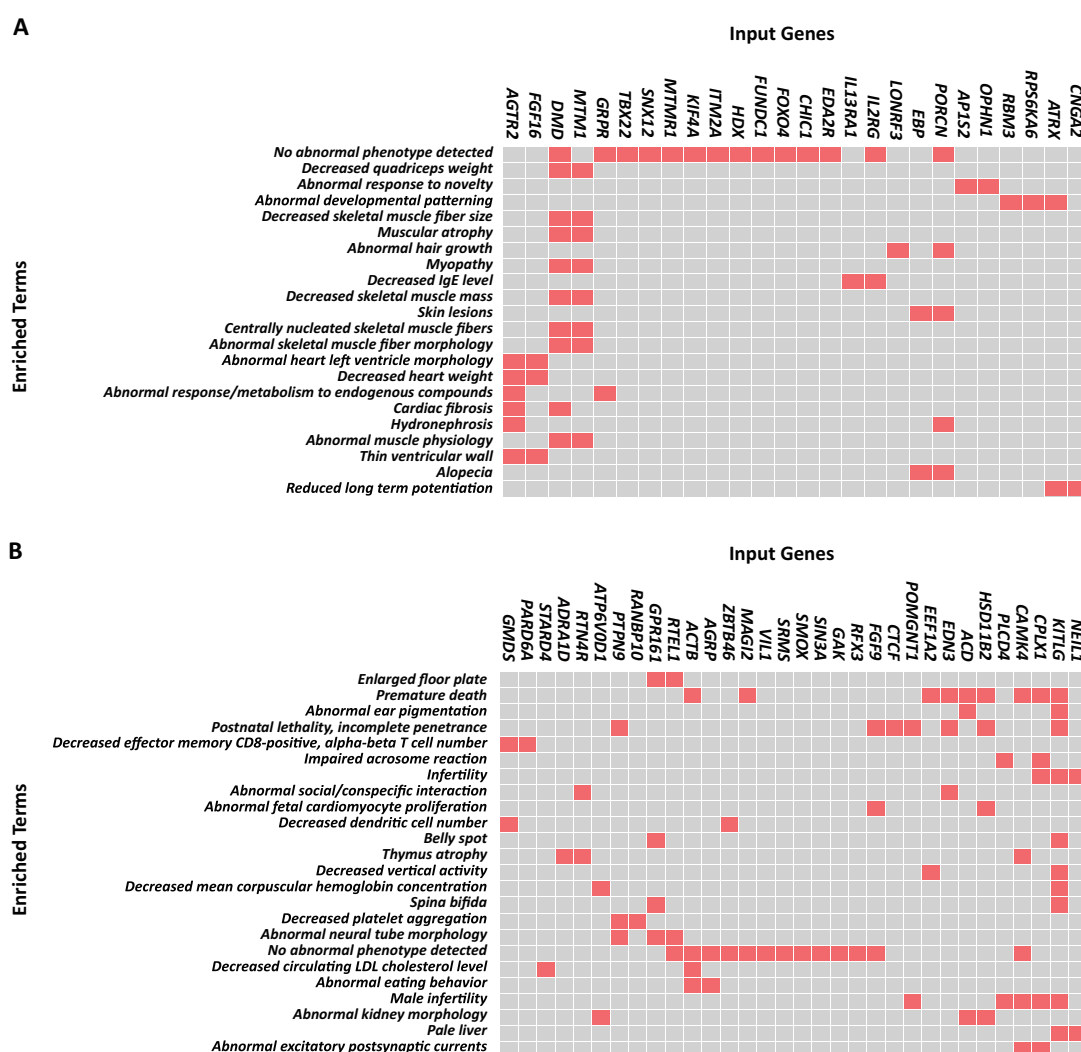 A
Input Genes
AGTR2
FGF16
DMD
MTM1
GRPR
TBX22
SNX12
MTMR1
KIF4A
ITM2A
HDX
FUNDC1
FOXO4
CHIC1
EDA2R
IL13RA1
IL2RG
LONRF3
EBP
PORCN
AP1S2
OPHN1
RBM3
RPS6KA6
ATRX
CNGA2
Enriched Terms
No abnormal phenotype detected
Decreased quadriceps weight
Abnormal response to novelty
Abnormal developmental patterning
Decreased skeletal muscle fiber size
Muscular atrophy
Abnormal hair growth
Myopathy
Decreased IgE level
Decreased skeletal muscle mass
Skin lesions
Centrally nucleated skeletal muscle fibers
Abnormal skeletal muscle fiber morphology
Abnormal heart left ventricle morphology
Decreased heart weight
Abnormal response/metabolism to endogenous compounds
Cardiac fibrosis
Hydronephrosis
Abnormal muscle physiology
Thin ventricular wall
Alopecia
Reduced long term potentiation
B
Input Genes
GMDS
PARD6A
STARD4
ADRA1D
RTN4R
ATP6V0D1
PTPN9
RANBP10
GPR161
RTEL1
ACTB
AGRP
ZBTB46
MAGI2
VIL1
SRMS
SMOX
SIN3A
GAK
RFX3
FGF9
CTCF
POMGNT1
EEF1A2
EDN3
ACD
HSD11B2
PLCD4
CAMK4
CPLX1
KITLG
NEIL1
Enriched Terms
Enlarged floor plate
Premature death
Abnormal ear pigmentation
Postnatal lethality, incomplete penetrance
Decreased effector memory CD8-positive, alpha-beta T cell number
Impaired acrosome reaction
Infertility
Abnormal social/conspecific interaction
Abnormal fetal cardiomyocyte proliferation
Decreased dendritic cell number
Belly spot
Thymus atrophy
Decreased vertical activity
Decreased mean corpuscular hemoglobin concentration
Spina bifida
Decreased platelet aggregation
Abnormal neural tube morphology
No abnormal phenotype detected
Decreased circulating LDL cholesterol level
Abnormal eating behavior
Male infertility
Abnormal kidney morphology
Pale liver
Abnormal excitatory postsynaptic currents